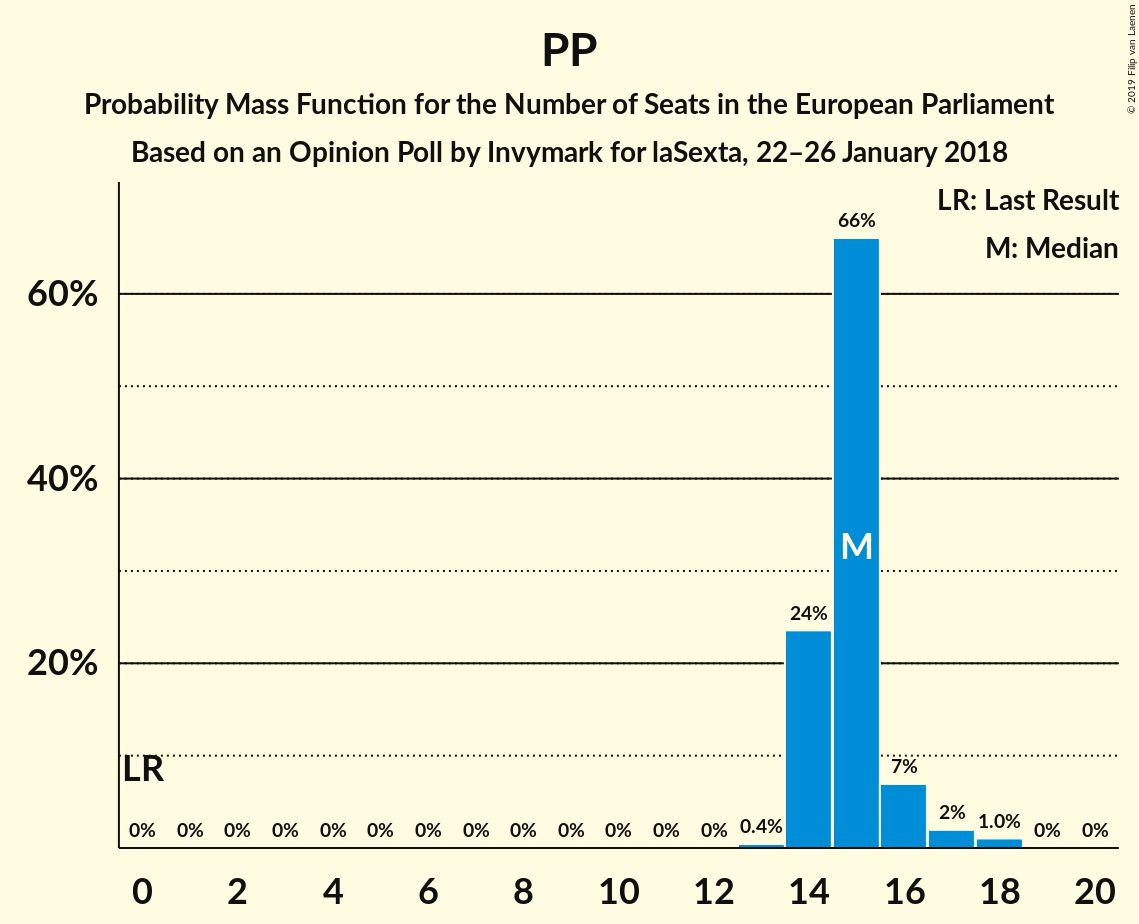 PP
Probability Mass Function for the Number of Seats in the European Parliament
Based on an Opinion Poll by Invymark for laSexta, 22–26 January 2018
© 2019 Filip van Laenen
LR: Last Result
M: Median
66%
60%
40%
M
24%
20%
LR
7%
0% 0% 0% 0% 0% 0% 0% 0% 0% 0% 0% 0% 0% 0.4% 2% 1.0% 0% 0%
0 2 4 6 8 10 12 14 16 18 20